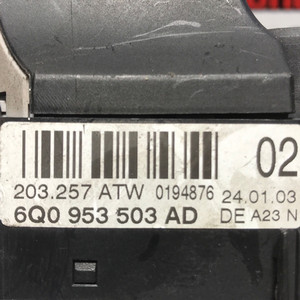 02
203.257 ATW 0194876 24.01.03
6Q0 953 503 AD DE A23 N